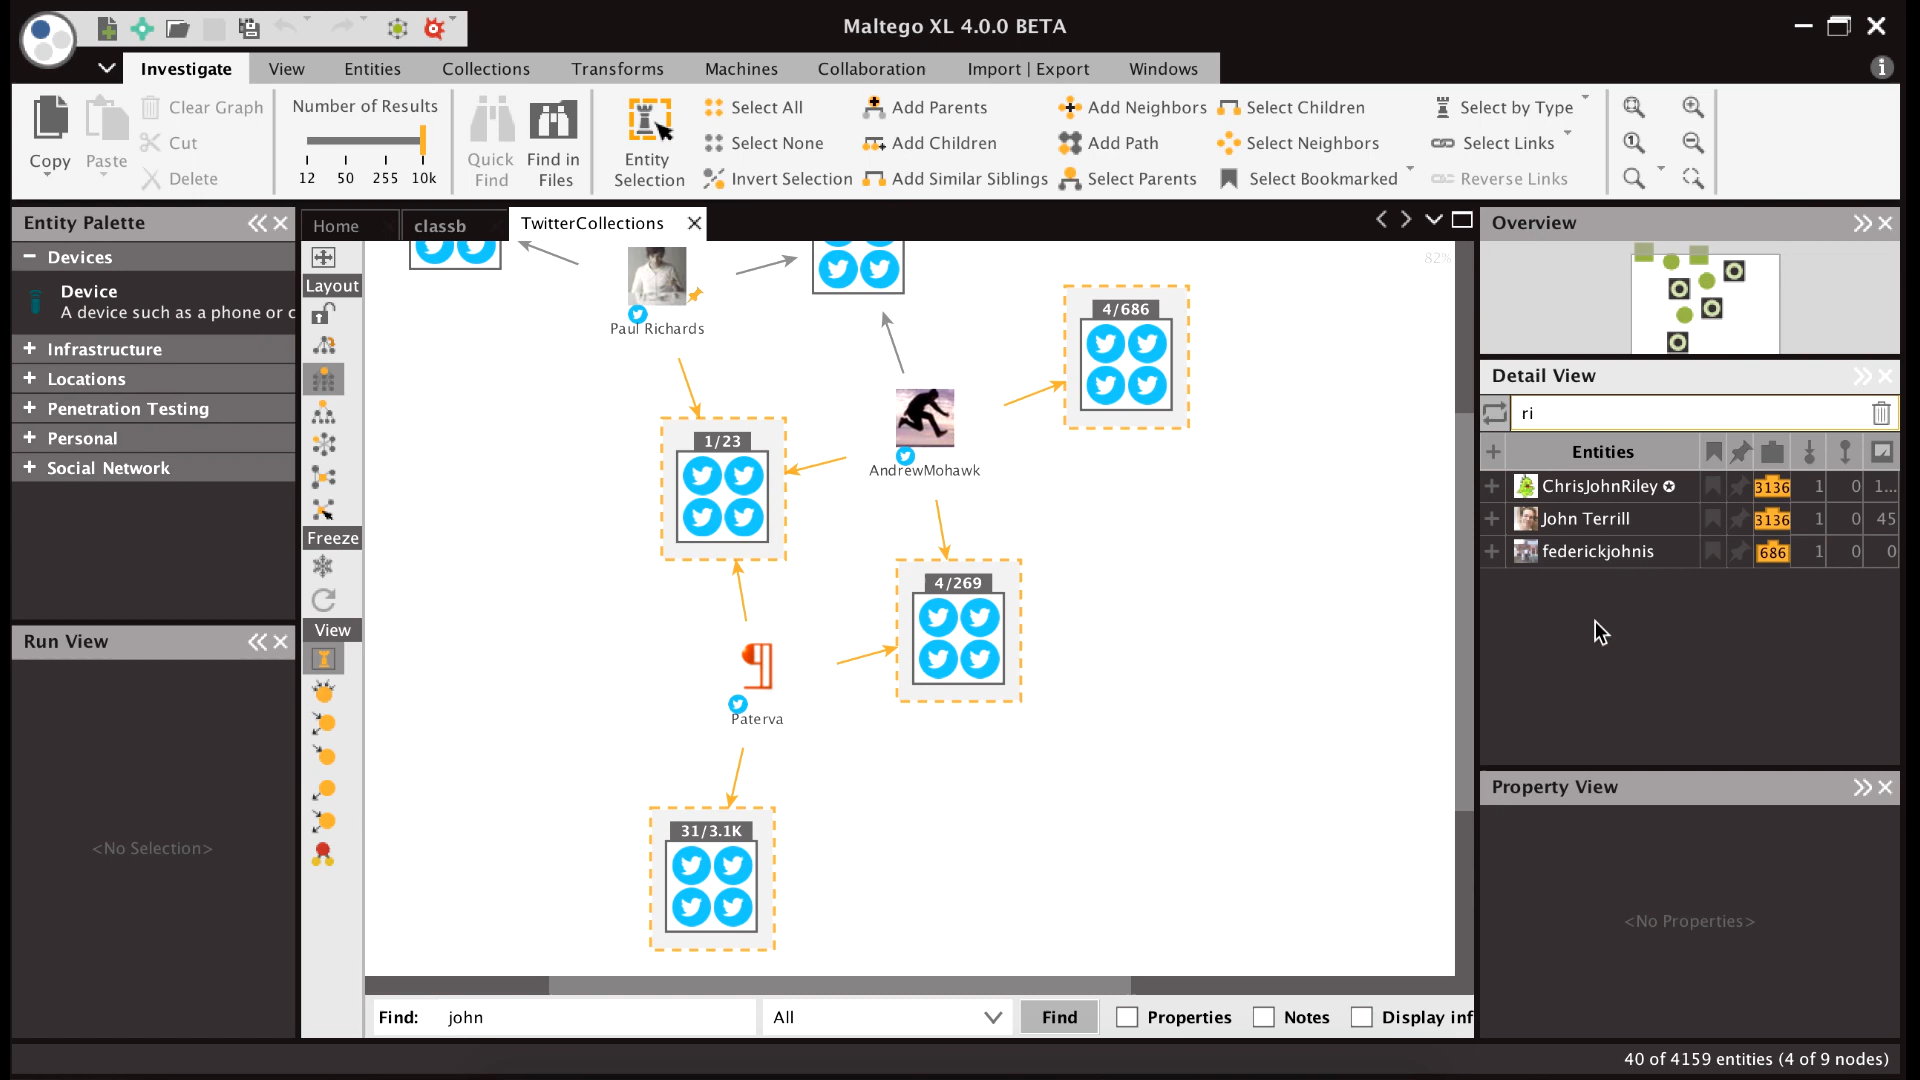 Maltego XL 4.0.0 BETA
Investigate View Entities Collections Transforms Machines Collaboration Import | Export Windows
Copy
Paste
Clear Graph
Cut
Delete
Number of Results
12 50 255 10k
Quick Find
Find in Files
Entity Selection
Select All
Select None
Invert Selection
Add Parents
Add Children
Add Similar Siblings
Add Neighbors
Add Path
Select Parents
Select Children
Select Neighbors
Select Bookmarked
Select by Type
Select Links
Reverse Links
Entity Palette
Devices
Device
A device such as a phone or c
Infrastructure
Locations
Penetration Testing
Personal
Social Network
Run View
<No Selection>
Home classb TwitterCollections
Layout
Freeze
View
82%
Paul Richards
4/686
1/23
AndrewMohawk
4/269
Paterva
31/3.1K
Find: john All Find Properties Notes Display inf
Overview
Detail View
ri
Entities
ChrisJohnRiley 3136 1 0 1...
John Terrill 3136 1 0 45
federickjohnis 686 1 0 0
Property View
<No Properties>
40 of 4159 entities (4 of 9 nodes)